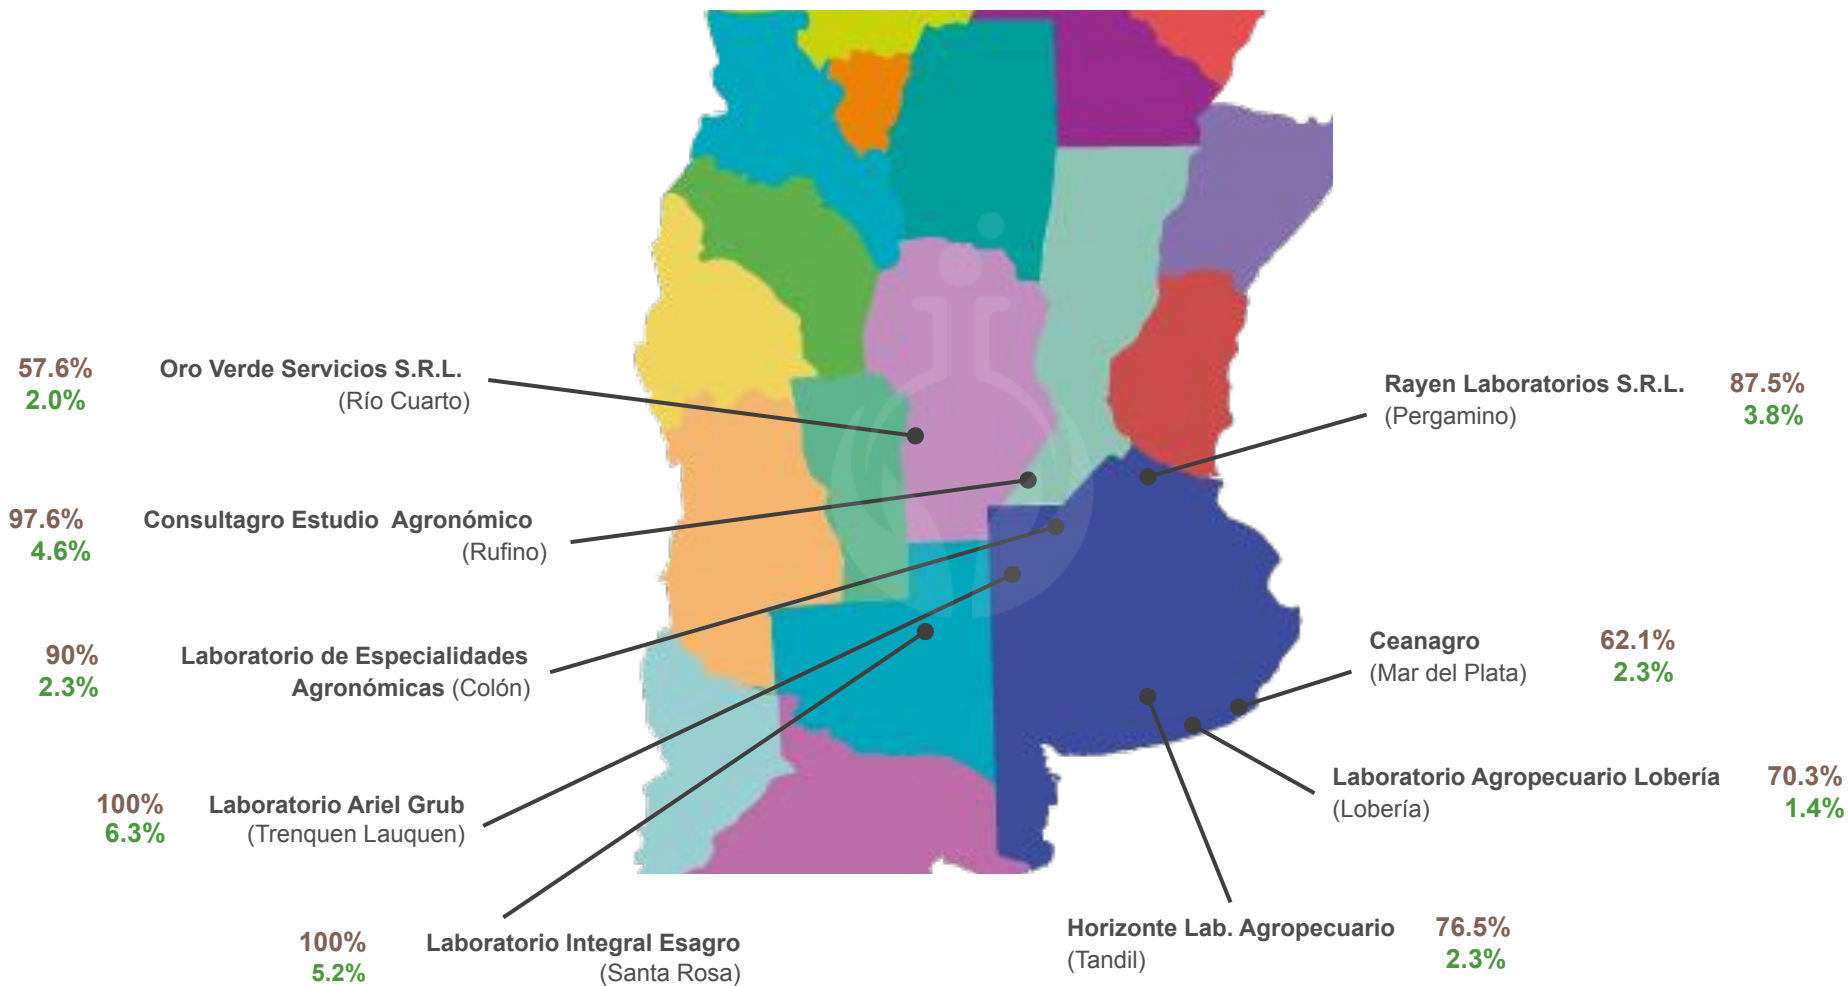 57.6%
2.0%
Oro Verde Servicios S.R.L.
(Río Cuarto)
97.6%
4.6%
Consultagro Estudio Agronómico
(Rufino)
90%
2.3%
Laboratorio de Especialidades
Agronómicas (Colón)
100%
6.3%
Laboratorio Ariel Grub
(Trenquen Lauquen)
100%
5.2%
Laboratorio Integral Esagro
(Santa Rosa)
Rayen Laboratorios S.R.L.
(Pergamino)
87.5%
3.8%
Ceanagro
(Mar del Plata)
62.1%
2.3%
Laboratorio Agropecuario Lobería
(Lobería)
70.3%
1.4%
Horizonte Lab. Agropecuario
(Tandil)
76.5%
2.3%